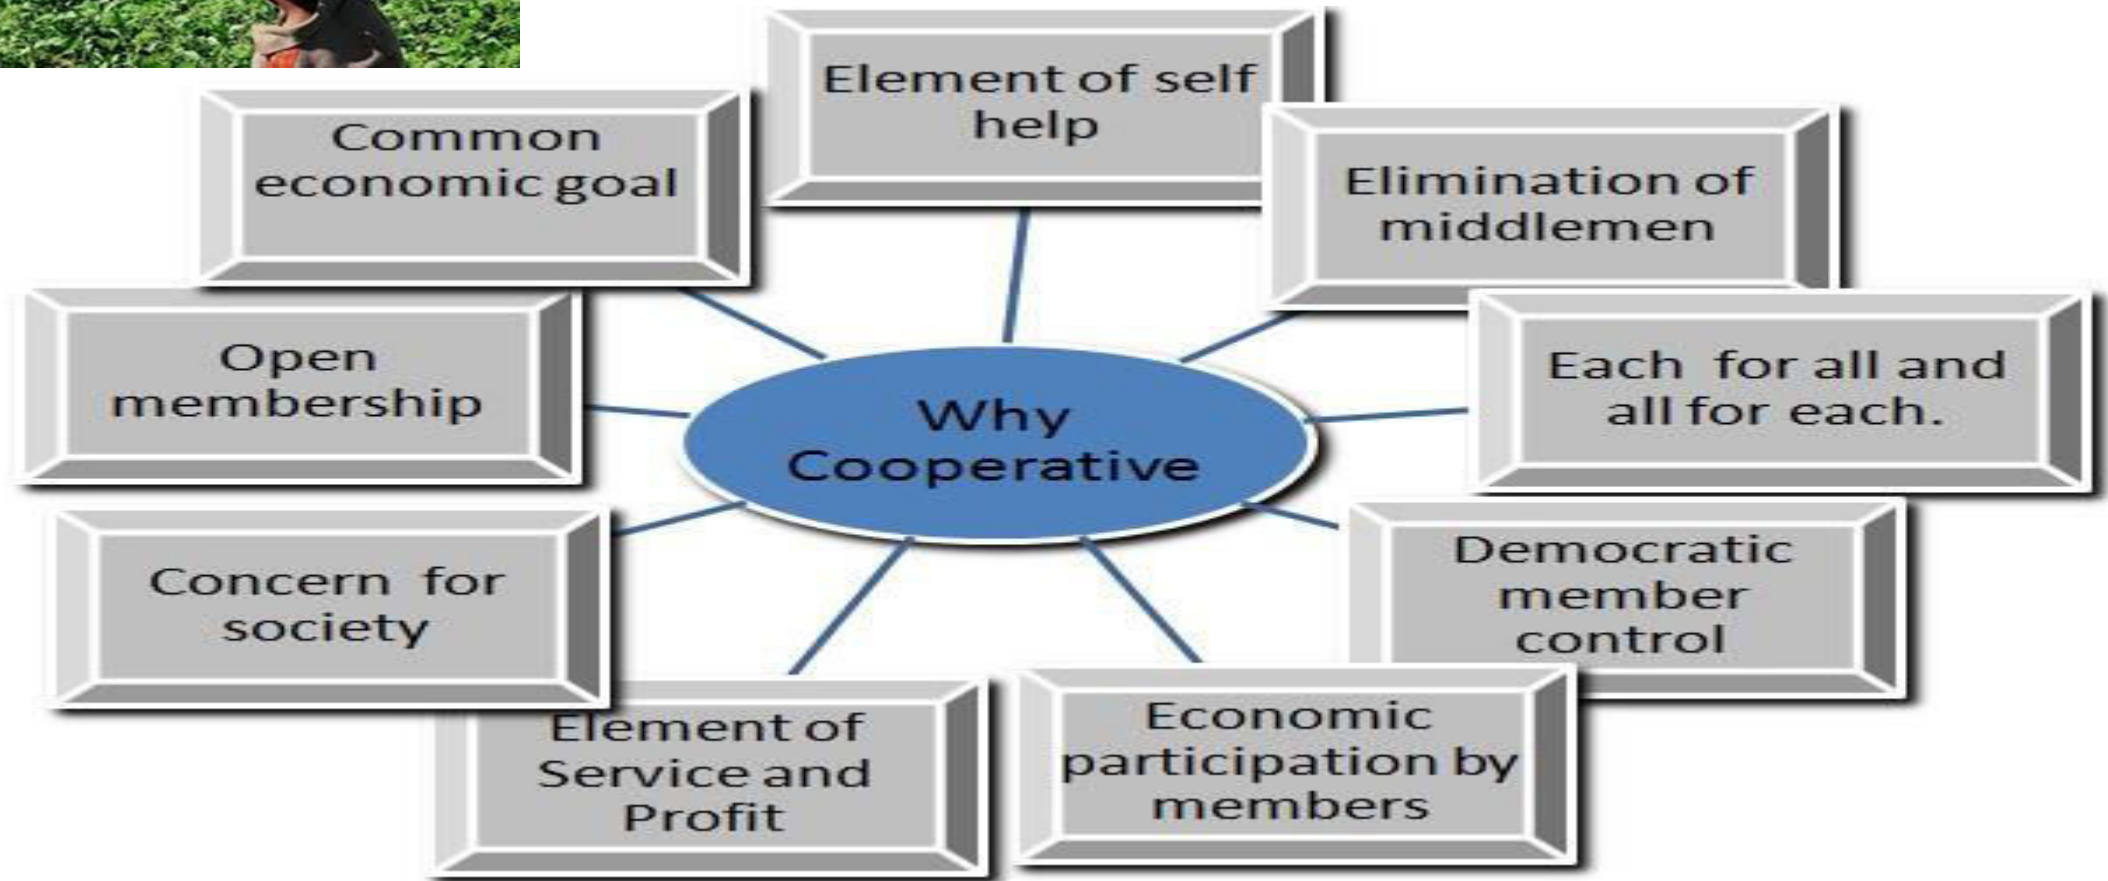 Element of self
help
Elimination of
middlemen
Each for all and
all for each.
Democratic
member
control
Economic
participation by
members
Element of
Service and
Profit
Concern for
society
Open
membership
Common
economic goal
Why
Cooperative